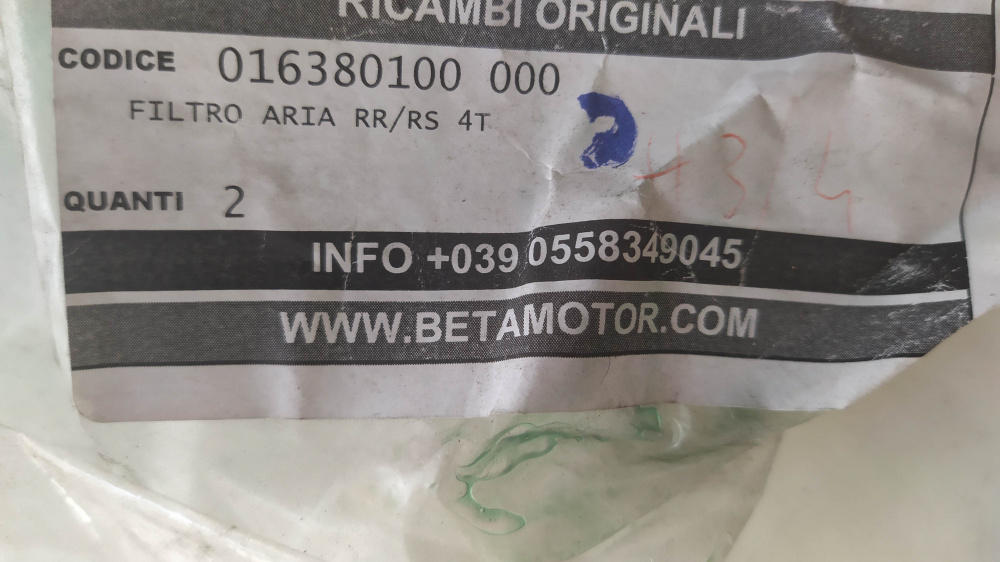 RICAMBI ORIGINALI
CODICE 016380100 000
FILTRO ARIA RR/RS 4T
QUANTI 2
INFO +039 0558349045
WWW.BETAMOTOR.COM